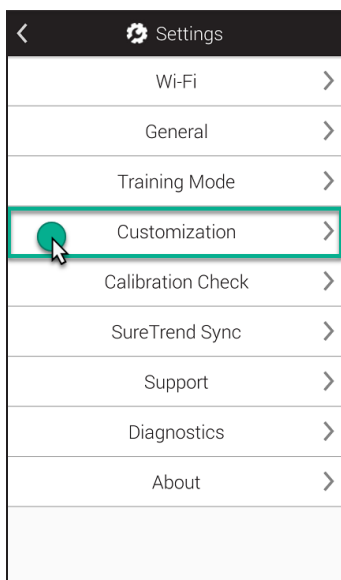 Settings
Wi-Fi
General
Training Mode
Customization
Calibration Check
SureTrend Sync
Support
Diagnostics
About